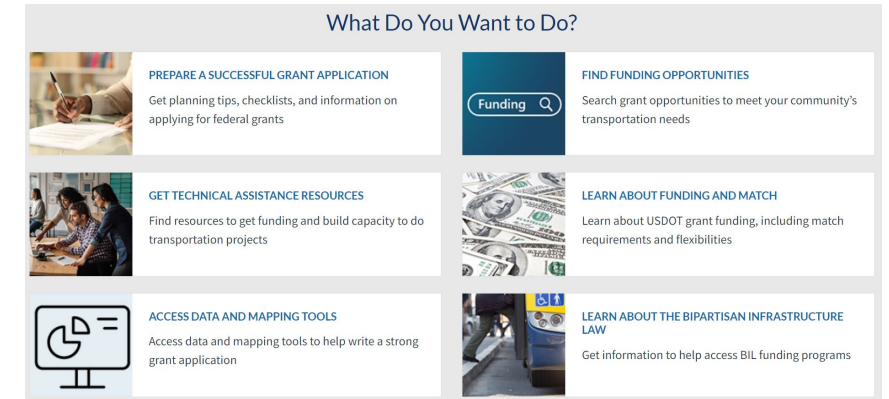 What Do You Want to Do?
PREPARE A SUCCESSFUL GRANT APPLICATION
Get planning tips, checklists, and information on
applying for federal grants
Funding
FIND FUNDING OPPORTUNITIES
Search grant opportunities to meet your community's
transportation needs
GET TECHNICAL ASSISTANCE RESOURCES
Find resources to get funding and build capacity to do
transportation projects
LEARN ABOUT FUNDING AND MATCH
Learn about USDOT grant funding, including match
requirements and flexibilities
ACCESS DATA AND MAPPING TOOLS
Access data and mapping tools to help write a strong
grant application
LEARN ABOUT THE BIPARTISAN INFRASTRUCTURE
LAW
Get information to help access BIL funding programs